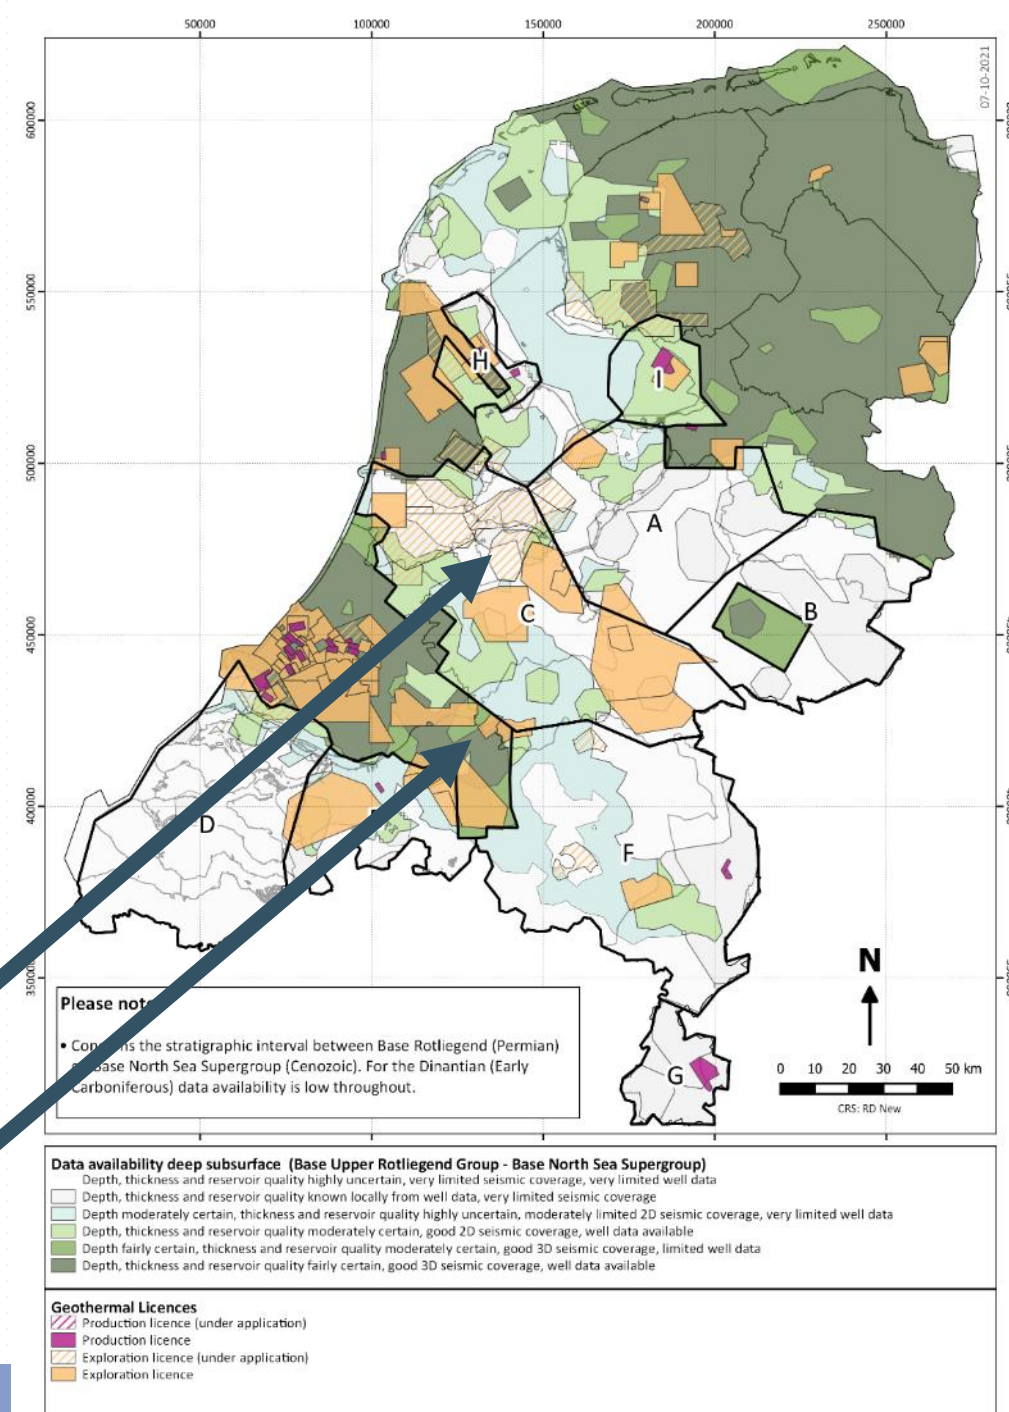 50000 100000 150000 200000 250000
07-10-2021
600000
550000
H
I
500000
A
B
C
450000
400000
D
F
350000
N
Please not
• Con s the stratigraphic interval between Base Rotliegend (Permian)
Base North Sea Supergroup (Cenozoic). For the Dinantian (Early
Carboniferous) data availability is low throughout.
G
0 10 20 30 40 50 km
CRS: RD New
Data availability deep subsurface (Base Upper Rotliegend Group - Base North Sea Supergroup)
Depth, thickness and reservoir quality highly uncertain, very limited seismic coverage, very limited well data
Depth, thickness and reservoir quality known locally from well data, very limited seismic coverage
Depth moderately certain, thickness and reservoir quality highly uncertain, moderately limited 2D seismic coverage, very limited well data
Depth, thickness and reservoir quality moderately certain, good 2D seismic coverage, well data available
Depth fairly certain, thickness and reservoir quality moderately certain, good 3D seismic coverage, limited well data
Depth, thickness and reservoir quality fairly certain, good 3D seismic coverage, well data available
Geothermal Licences
Production licence (under application)
Production licence
Exploration licence (under application)
Exploration licence